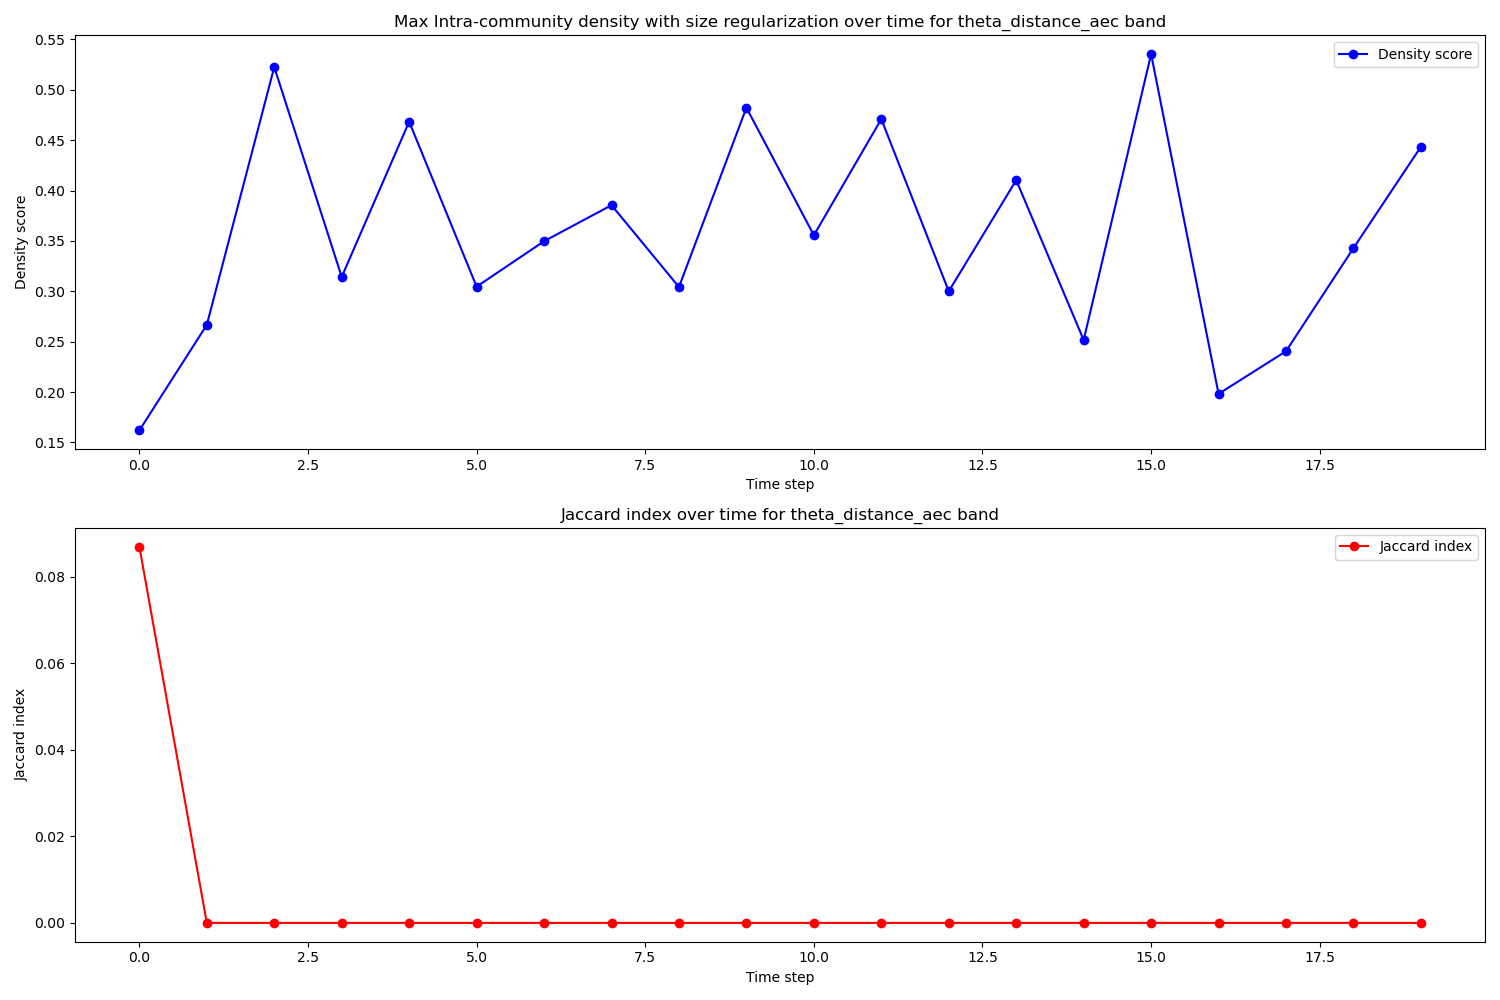 Max Intra-community density with size regularization over time for theta_distance_aec band
Density score
0.55
0.50
0.45
0.40
0.35
0.30
0.25
0.20
0.15
Density score
0.0 2.5 5.0 7.5 10.0 12.5 15.0 17.5
Time step
Jaccard index over time for theta_distance_aec band
Jaccard index
0.08
0.06
0.04
0.02
0.00
Jaccard index
0.0 2.5 5.0 7.5 10.0 12.5 15.0 17.5
Time step